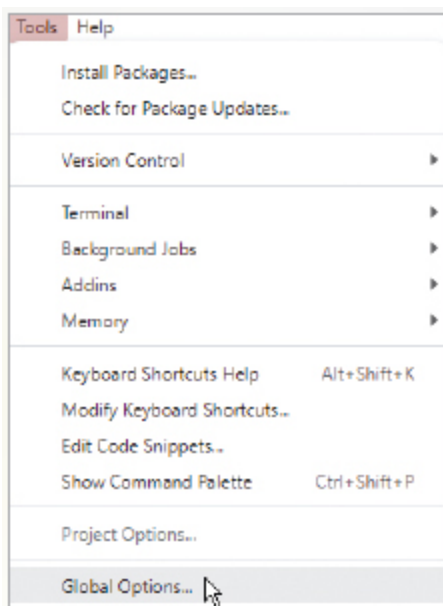 Tools Help
Install Packages...
Check for Package Updates...
Version Control
Terminal
Background Jobs
Addins
Memory
Keyboard Shortcuts Help Alt+Shift+K
Modify Keyboard Shortcuts...
Edit Code Snippets...
Show Command Palette Ctrl+Shift+P
Project Options...
Global Options...